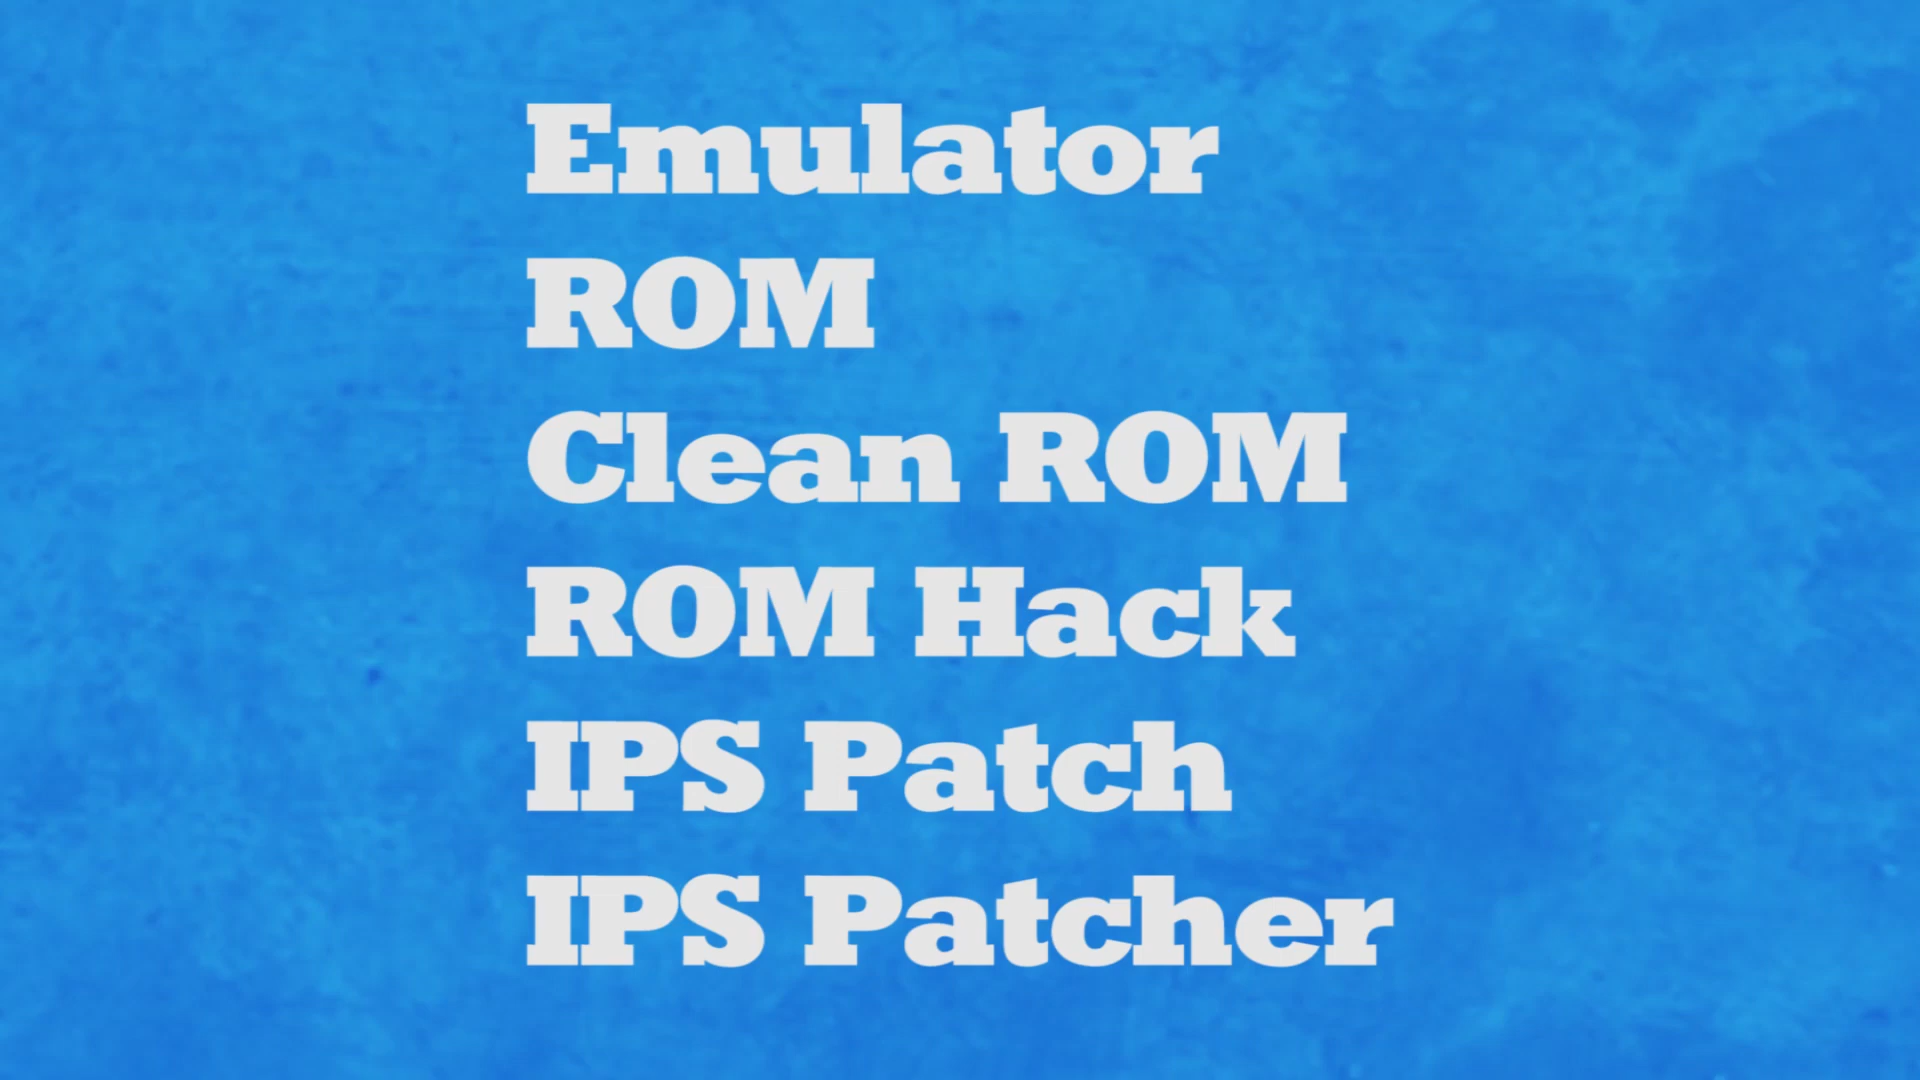 Emulator
ROM
Clean ROM
ROM Hack
IPS Patch
IPS Patcher